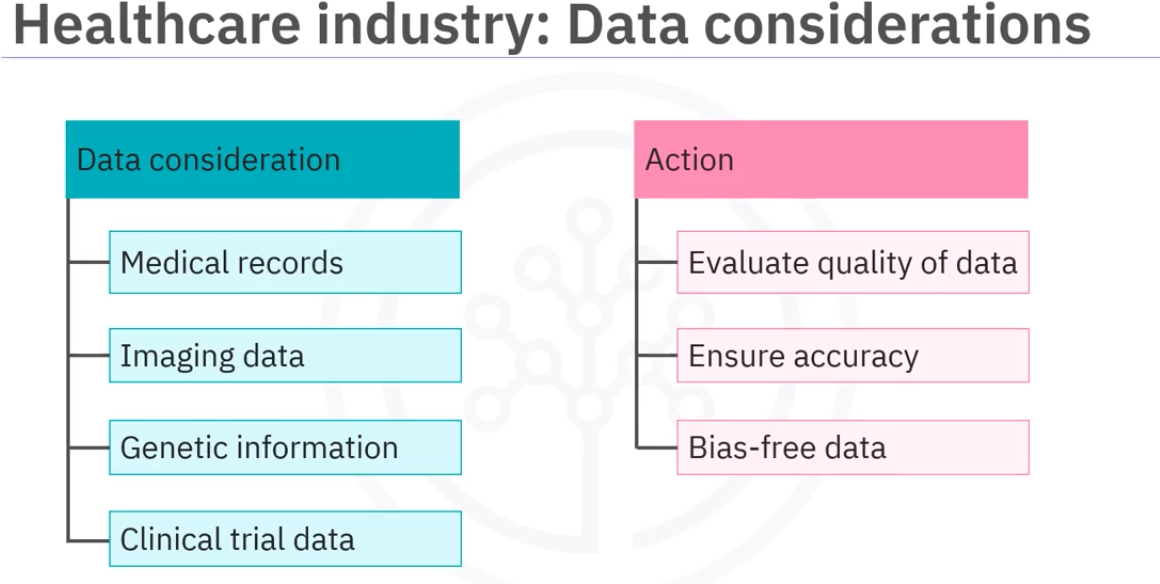 Healthcare industry: Data considerations
Data consideration
Medical records
Imaging data
Genetic information
Clinical trial data
Action
Evaluate quality of data
Ensure accuracy
Bias-free data